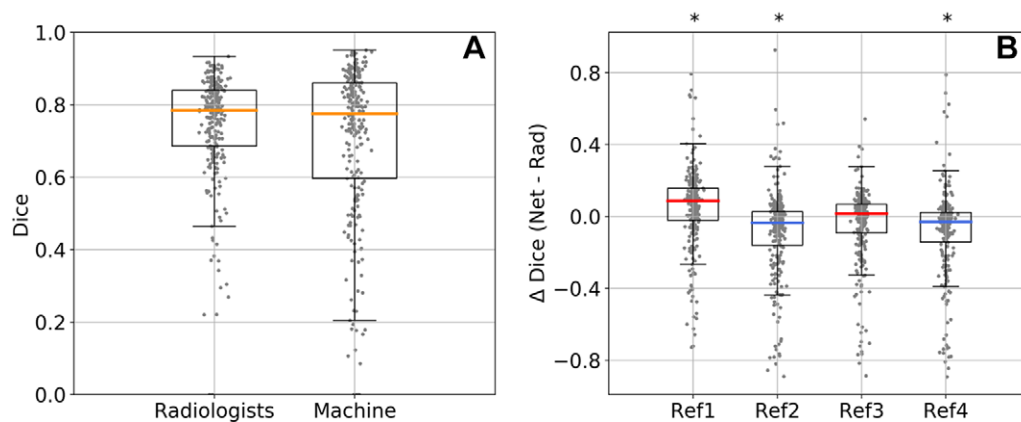 A
1.0
0.8
0.6
0.4
0.2
0.0
Dice
Radiologists Machine
* * *
B
0.8
0.4
0.0
−0.4
−0.8
Δ Dice (Net - Rad)
Ref1 Ref2 Ref3 Ref4